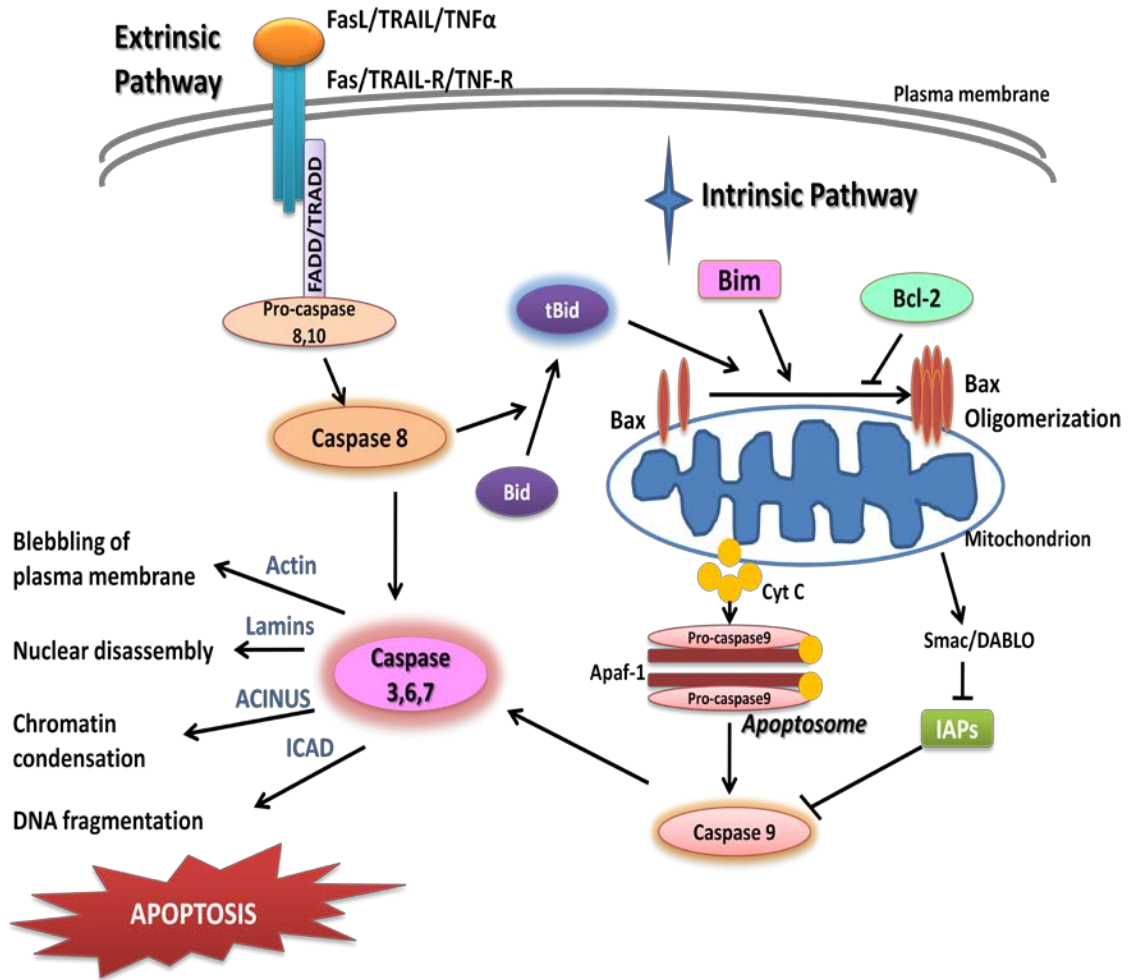 Extrinsic
Pathway
FasL/TRAIL/TNFα
Fas/TRAIL-R/TNF-R
Plasma membrane
FADD/TRADD
Intrinsic Pathway
Pro-caspase
8,10
tBid
Bim
Bcl-2
Caspase 8
Bid
Bax
Bax
Oligomerization
Mitochondrion
Blebbling of
plasma membrane
Actin
Lamins
Nuclear disassembly
Caspase
3,6,7
ACINUS
Chromatin
condensation
ICAD
DNA fragmentation
Cyt C
Pro-caspase9
Apaf-1
Pro-caspase9
Apoptosome
Smac/DABLO
IAPs
Caspase 9
APOPTOSIS